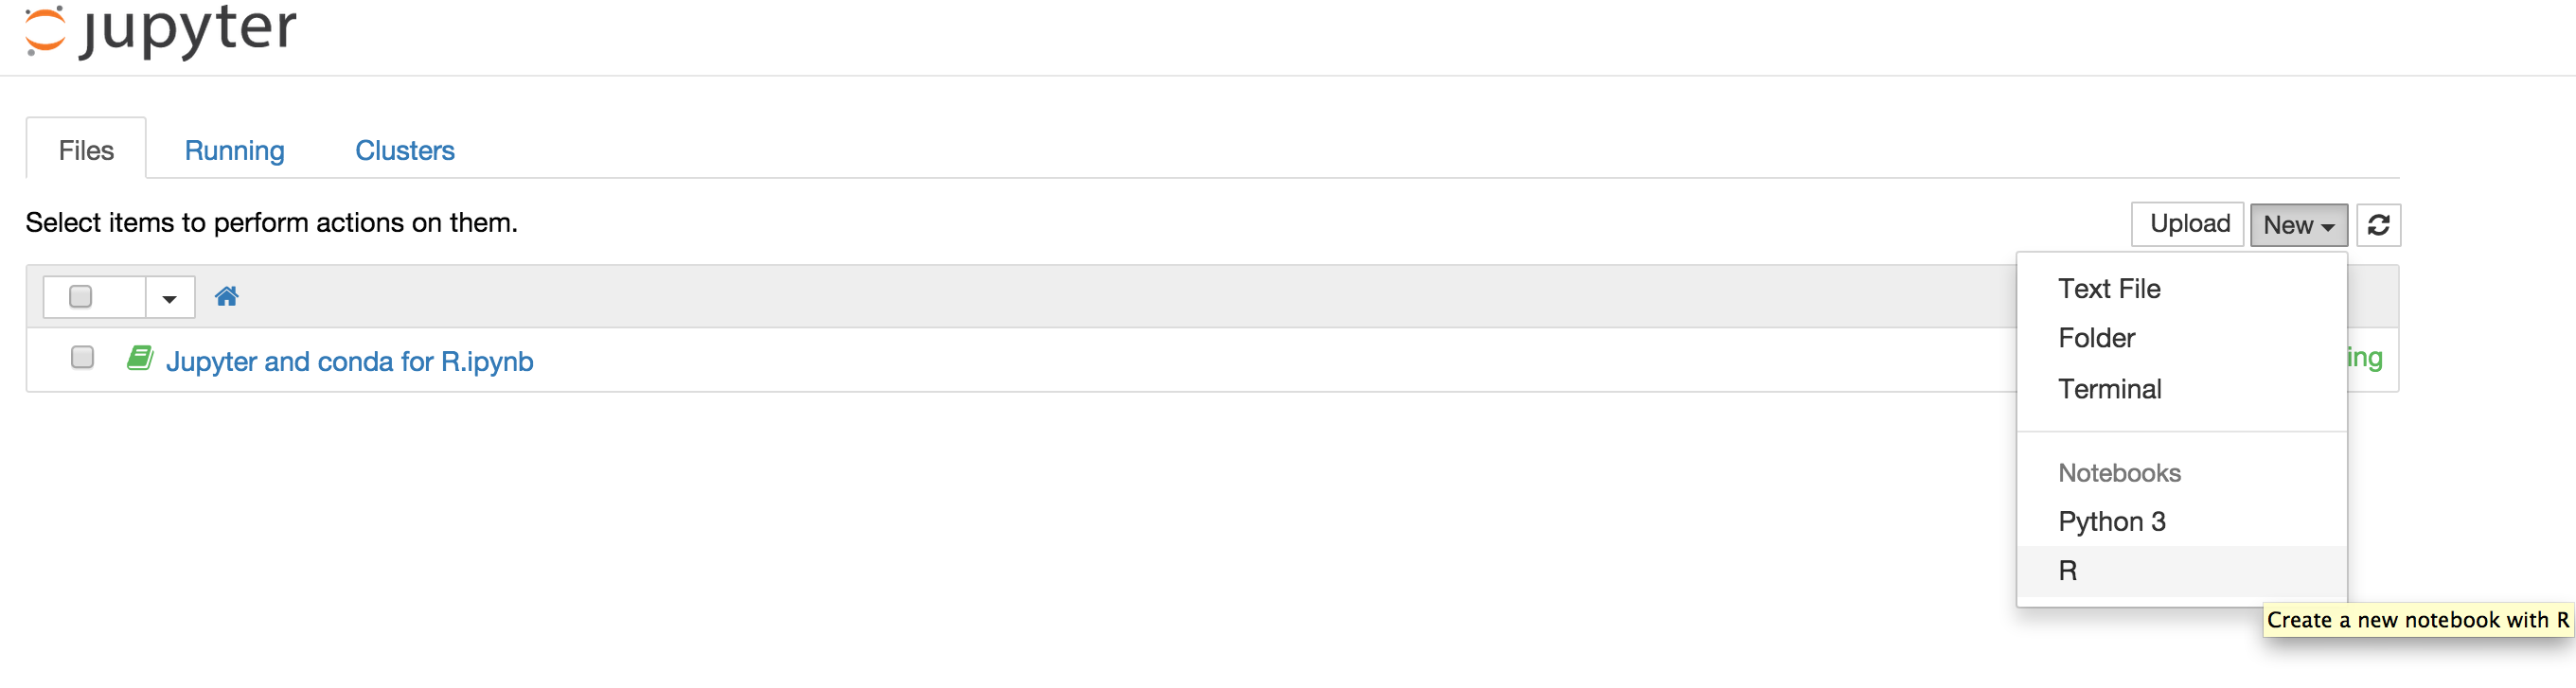 jupyter
Files Running Clusters
Select items to perform actions on them.
Upload New
Jupyter and conda for R.ipynb
ing
Text File
Folder
Terminal
Notebooks
Python 3
R
Create a new notebook with R